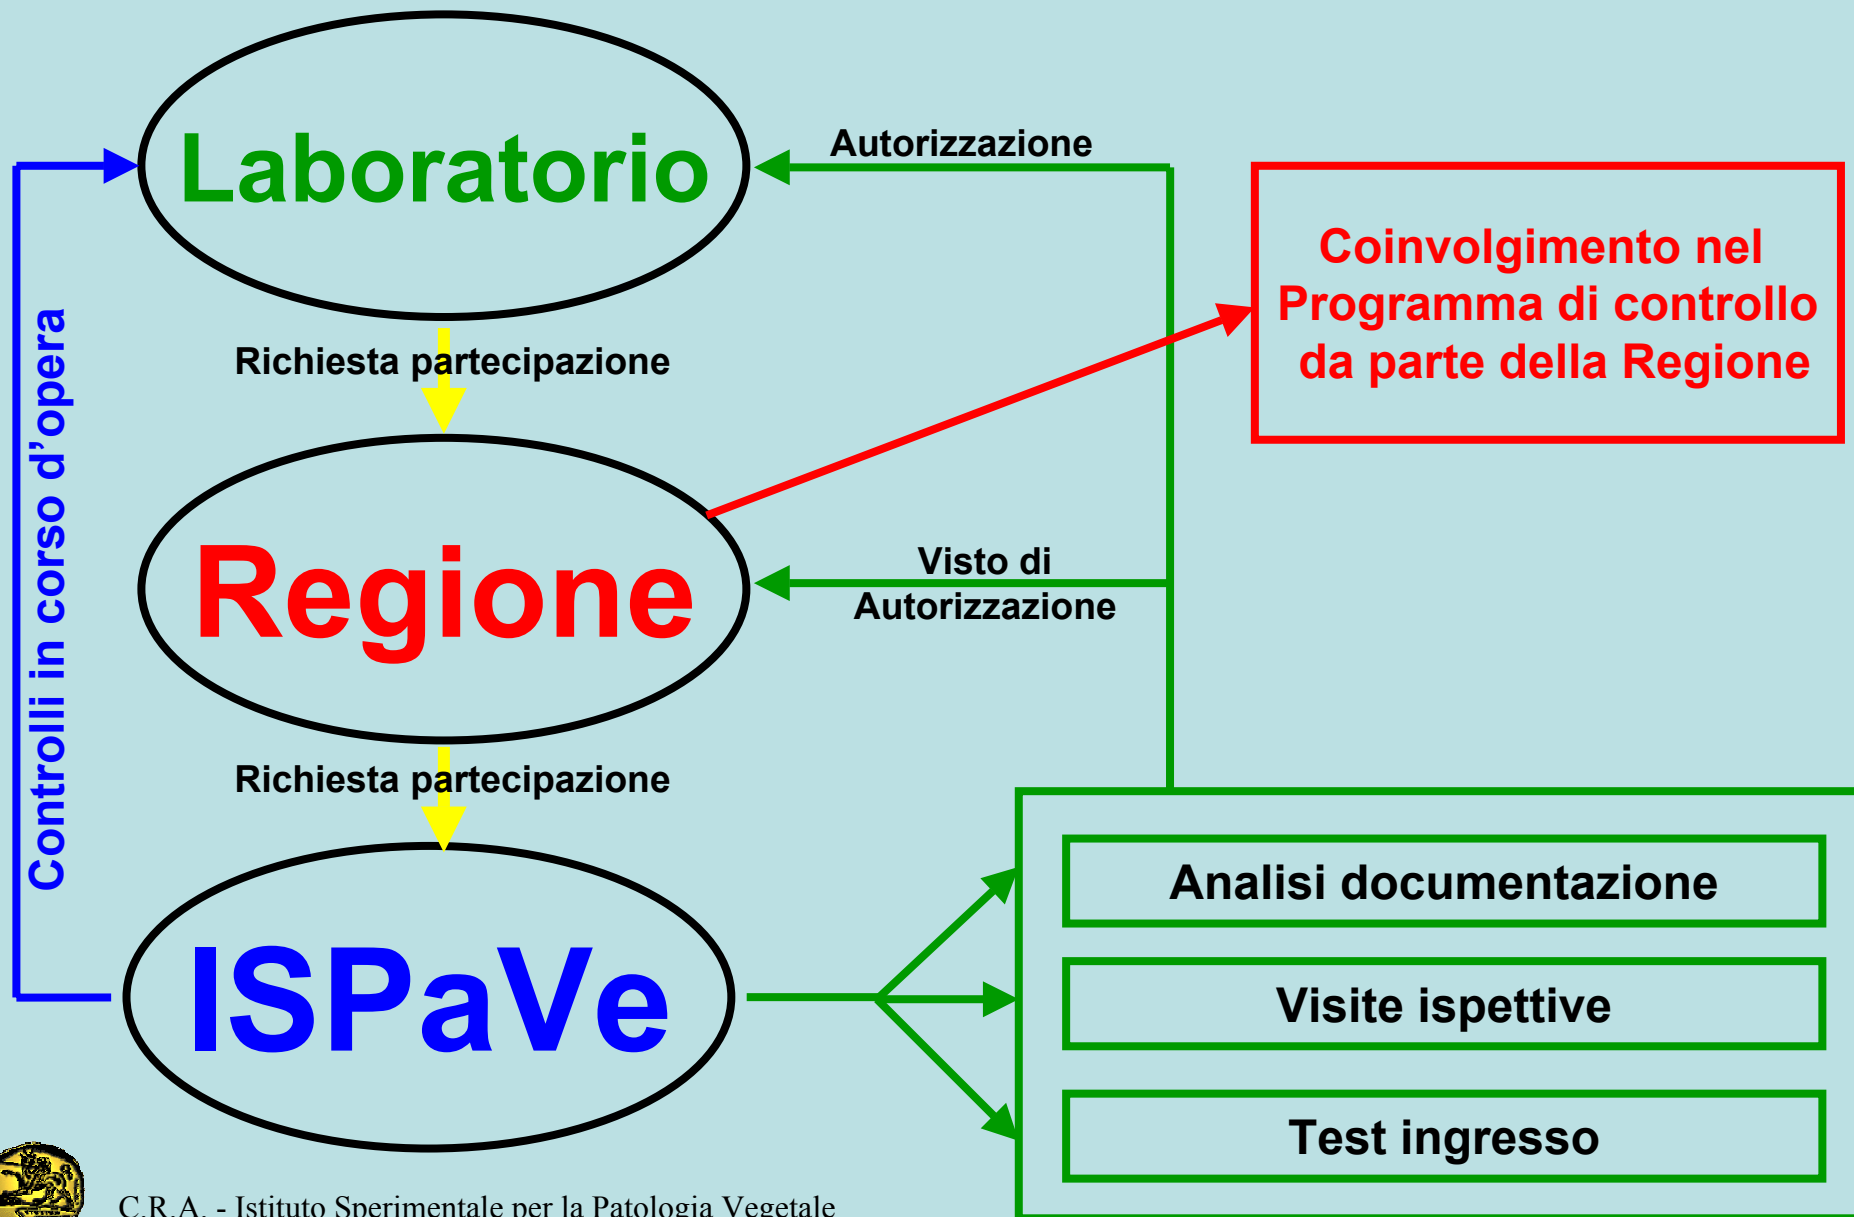 Laboratorio
Autorizzazione
Coinvolgimento nel
Programma di controllo
da parte della Regione
Richiesta partecipazione
Controlli in corso d'opera
Regione
Visto di
Autorizzazione
Richiesta partecipazione
ISPaVe
Analisi documentazione
Visite ispettive
Test ingresso
C.R.A. - Istituto Sperimentale per la Patologia Vegetale